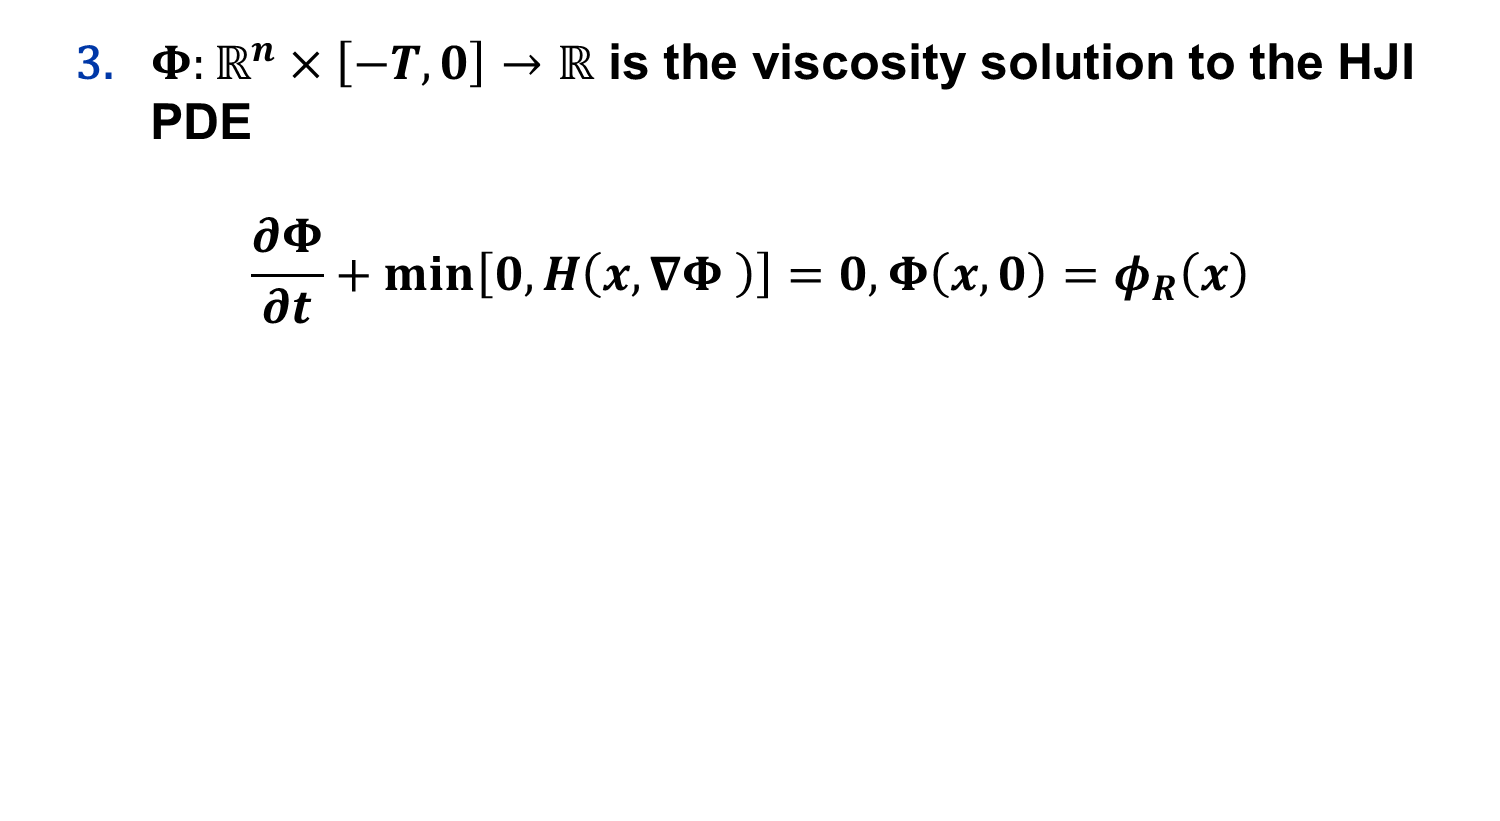 3. Φ: ℝⁿ × [−T, 0] → ℝ is the viscosity solution to the HJI
PDE
∂Φ/∂t + min[0, H(x, ∇Φ )] = 0, Φ(x, 0) = ϕ_R(x)